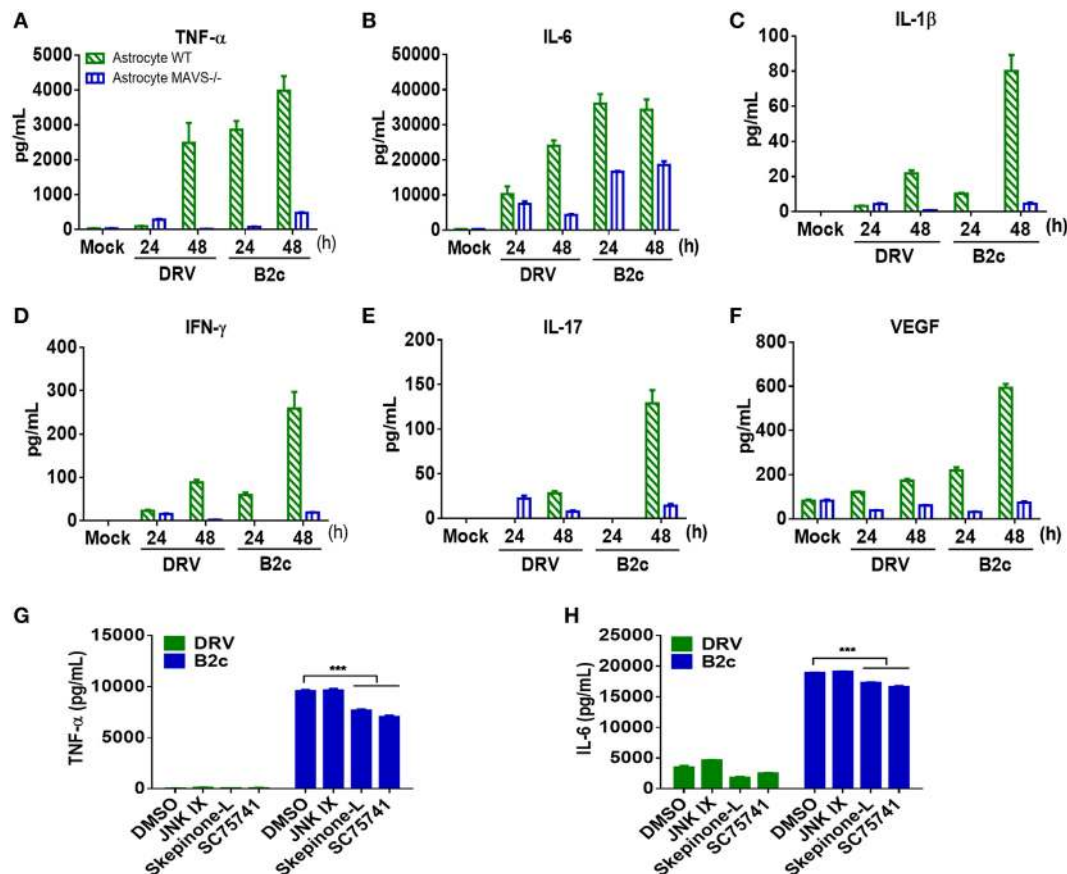 A
TNF-α
5000
4000
3000
2000
1000
0
pg/mL
Astrocyte WT
Astrocyte MAVS-/-
Mock 24 48 24 48 (h)
DRV B2c
B
IL-6
50000
40000
30000
20000
10000
0
pg/mL
Mock 24 48 24 48 (h)
DRV B2c
C
IL-1β
80
60
40
20
0
pg/mL
Mock 24 48 24 48 (h)
DRV B2c
D
IFN-γ
400
300
200
100
0
pg/mL
Mock 24 48 24 48 (h)
DRV B2c
E
IL-17
200
150
100
50
0
pg/mL
Mock 24 48 24 48 (h)
DRV B2c
F
VEGF
800
600
400
200
0
pg/mL
Mock 24 48 24 48 (h)
DRV B2c
G
15000
10000
5000
0
TNF-α (pg/mL)
DRV
B2c
***
DMSO JNK IX Skepinone-L SC75741 DMSO JNK IX Skepinone-L SC75741
H
25000
20000
15000
10000
5000
0
IL-6 (pg/mL)
DRV
B2c
***
DMSO JNK IX Skepinone-L SC75741 DMSO JNK IX Skepinone-L SC75741